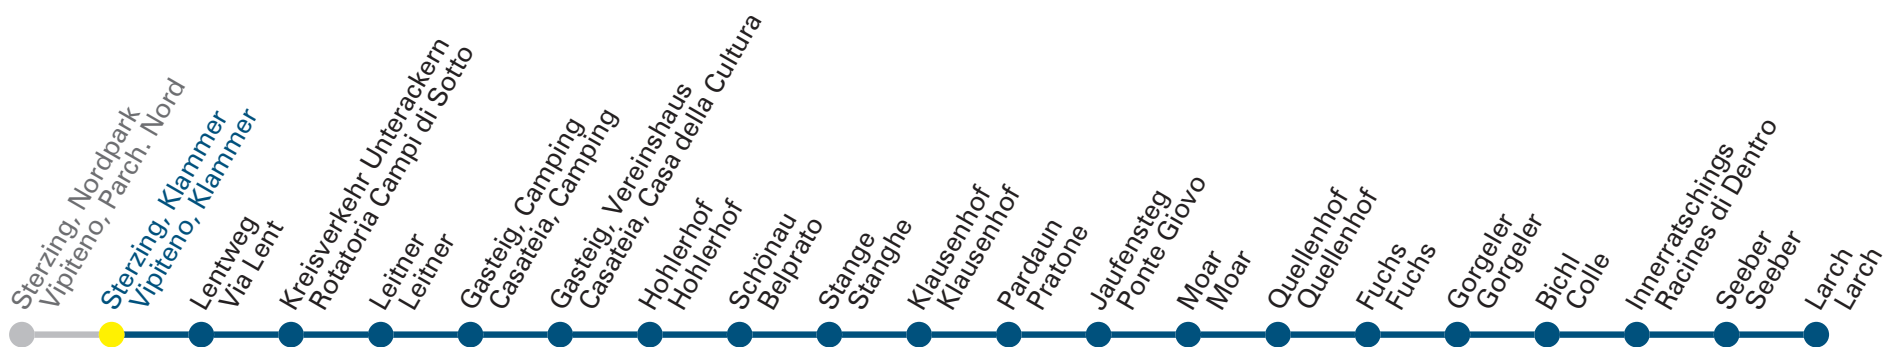 Sterzing, Nordpark
Vipiteno, Parch. Nord
Sterzing, Klammer
Vipiteno, Klammer
Lentweg
Via Lent
Kreisverkehr Unterackern
Rotatoria Campi di Sotto
Leitner
Leitner
Gasteig, Camping
Casateia, Camping
Gasteig, Vereinshaus
Casateia, Casa della Cultura
Hohlerhof
Hohlerhof
Schönau
Belprato
Stange
Stanghe
Klausenhof
Klausenhof
Pardaun
Pratone
Jaufensteg
Ponte Giovo
Moar
Moar
Quellenhof
Quellenhof
Fuchs
Fuchs
Gorgeler
Gorgeler
Bichl
Colle
Innerratschings
Racines di Dentro
Seeber
Seeber
Larch
Larch